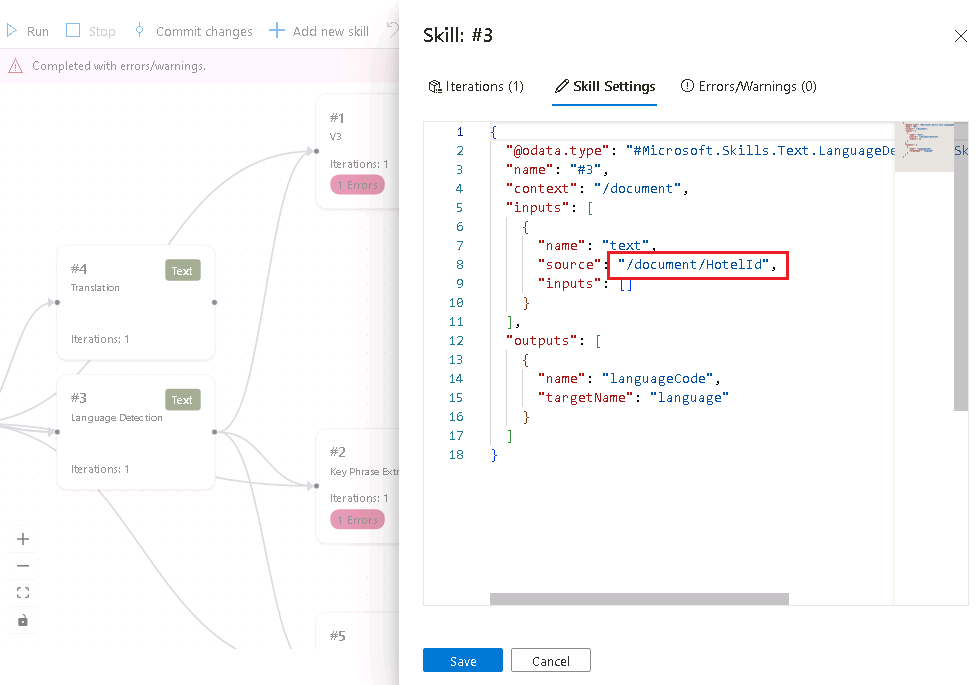 Run Stop Commit changes Add new skill
Completed with errors/warnings.
#1
V3
Iterations: 1
1 Errors
#4 Text
Translation
Iterations: 1
#3 Text
Language Detection
Iterations: 1
#2
Key Phrase Extr
Iterations: 1
1 Errors
#5
Skill: #3
Iterations (1) Skill Settings Errors/Warnings (0)
1 {
2 "@odata.type": "#Microsoft.Skills.Text.LanguageDe Sk
3 "name": "#3",
4 "context": "/document",
5 "inputs": [
6 {
7 "name": "text",
8 "source": "/document/HotelId",
9 "inputs": []
10 }
11 ],
12 "outputs": [
13 {
14 "name": "languageCode",
15 "targetName": "language"
16 }
17 ]
18 }
Save Cancel